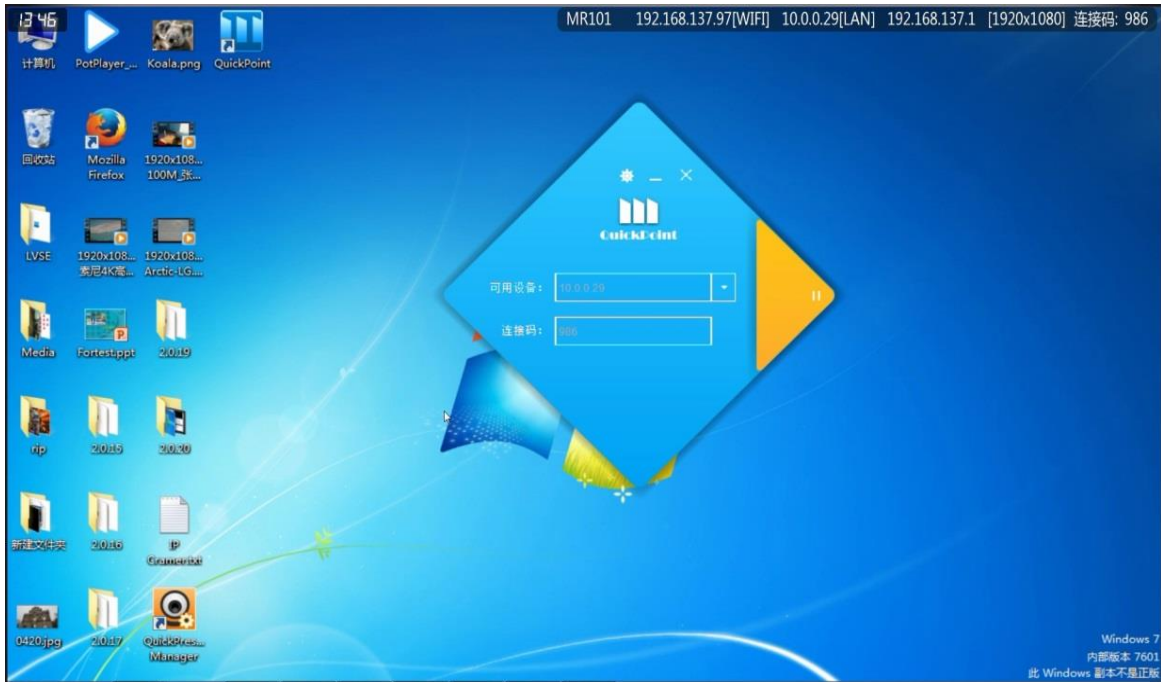 13 46
MR101 192.168.137.97[WIFI] 10.0.0.29[LAN] 192.168.137.1 [1920x1080] 连接码: 986
计算机
PotPlayer_...
Koala.png
QuickPoint
回收站
Mozilla
Firefox
1920x108...
100M_张...
LVSE
1920x108...
索尼4K高...
1920x108...
Arctic-LG....
Media
Fortest.ppt
2.0.19
rip
2.0.15
2.0.20
新建文件夹
2.0.16
IP
0420.jpg
2.0.17
QuickPres...
Manager
QuickPoint
可用设备：
10.0.0.29
连接码：
986
Windows 7
内部版本 7601
此 Windows 副本不是正版